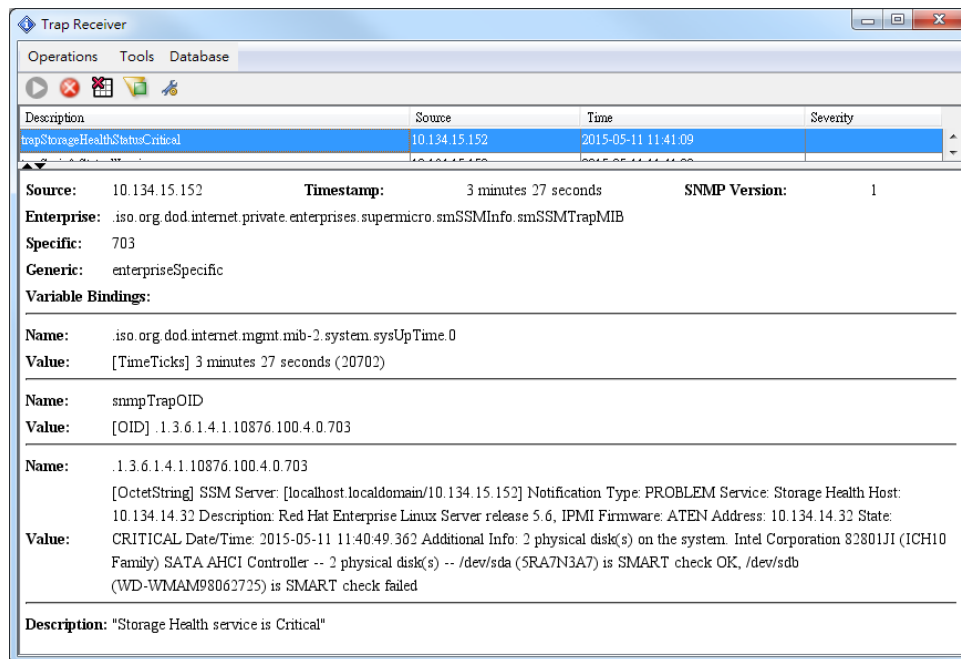 Trap Receiver
Operations Tools Database
Description Source Time Severity
trapStorageHealthStatusCritical 10.134.15.152 2015-05-11 11:41:09
Source: 10.134.15.152 Timestamp: 3 minutes 27 seconds SNMP Version: 1
Enterprise: .iso.org.dod.internet.private.enterprises.supermicro.smSSMInfo.smSSMTrapMIB
Specific: 703
Generic: enterpriseSpecific
Variable Bindings:
Name: .iso.org.dod.internet.mgmt.mib-2.system.sysUpTime.0
Value: [TimeTicks] 3 minutes 27 seconds (20702)
Name: snmpTrapOID
Value: [OID] .1.3.6.1.4.1.10876.100.4.0.703
Name: .1.3.6.1.4.1.10876.100.4.0.703
Value: [OctetString] SSM Server: [localhost.localdomain/10.134.15.152] Notification Type: PROBLEM Service: Storage Health Host:
10.134.14.32 Description: Red Hat Enterprise Linux Server release 5.6, IPMI Firmware: ATEN Address: 10.134.14.32 State:
CRITICAL Date/Time: 2015-05-11 11:40:49.362 Additional Info: 2 physical disk(s) on the system. Intel Corporation 82801JI (ICH10
Family) SATA AHCI Controller -- 2 physical disk(s) -- /dev/sda (5RA7N3A7) is SMART check OK, /dev/sdb
(WD-WMAM98062725) is SMART check failed
Description: "Storage Health service is Critical"